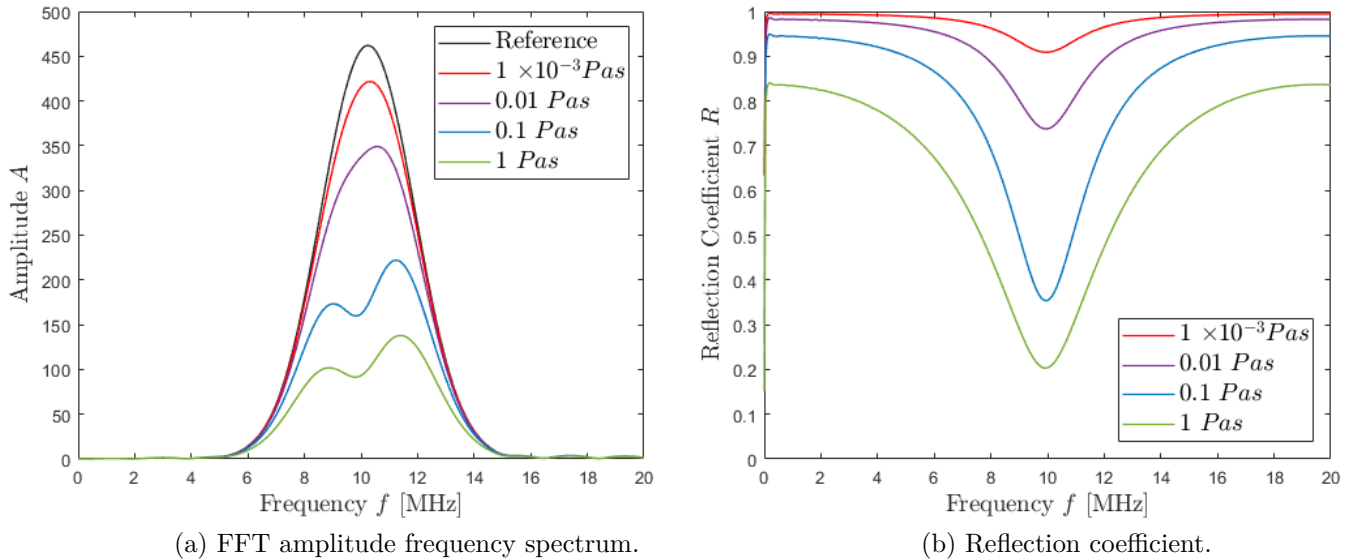 500
450
400
350
300
250
200
150
100
50
0
Amplitude A
0 2 4 6 8 10 12 14 16 18 20
Frequency f [MHz]
Reference
1 ×10⁻³Pas
0.01 Pas
0.1 Pas
1 Pas
(a) FFT amplitude frequency spectrum.
1
0.9
0.8
0.7
0.6
0.5
0.4
0.3
0.2
0.1
0
Reflection Coefficient R
0 2 4 6 8 10 12 14 16 18 20
Frequency f [MHz]
1 ×10⁻³Pas
0.01 Pas
0.1 Pas
1 Pas
(b) Reflection coefficient.